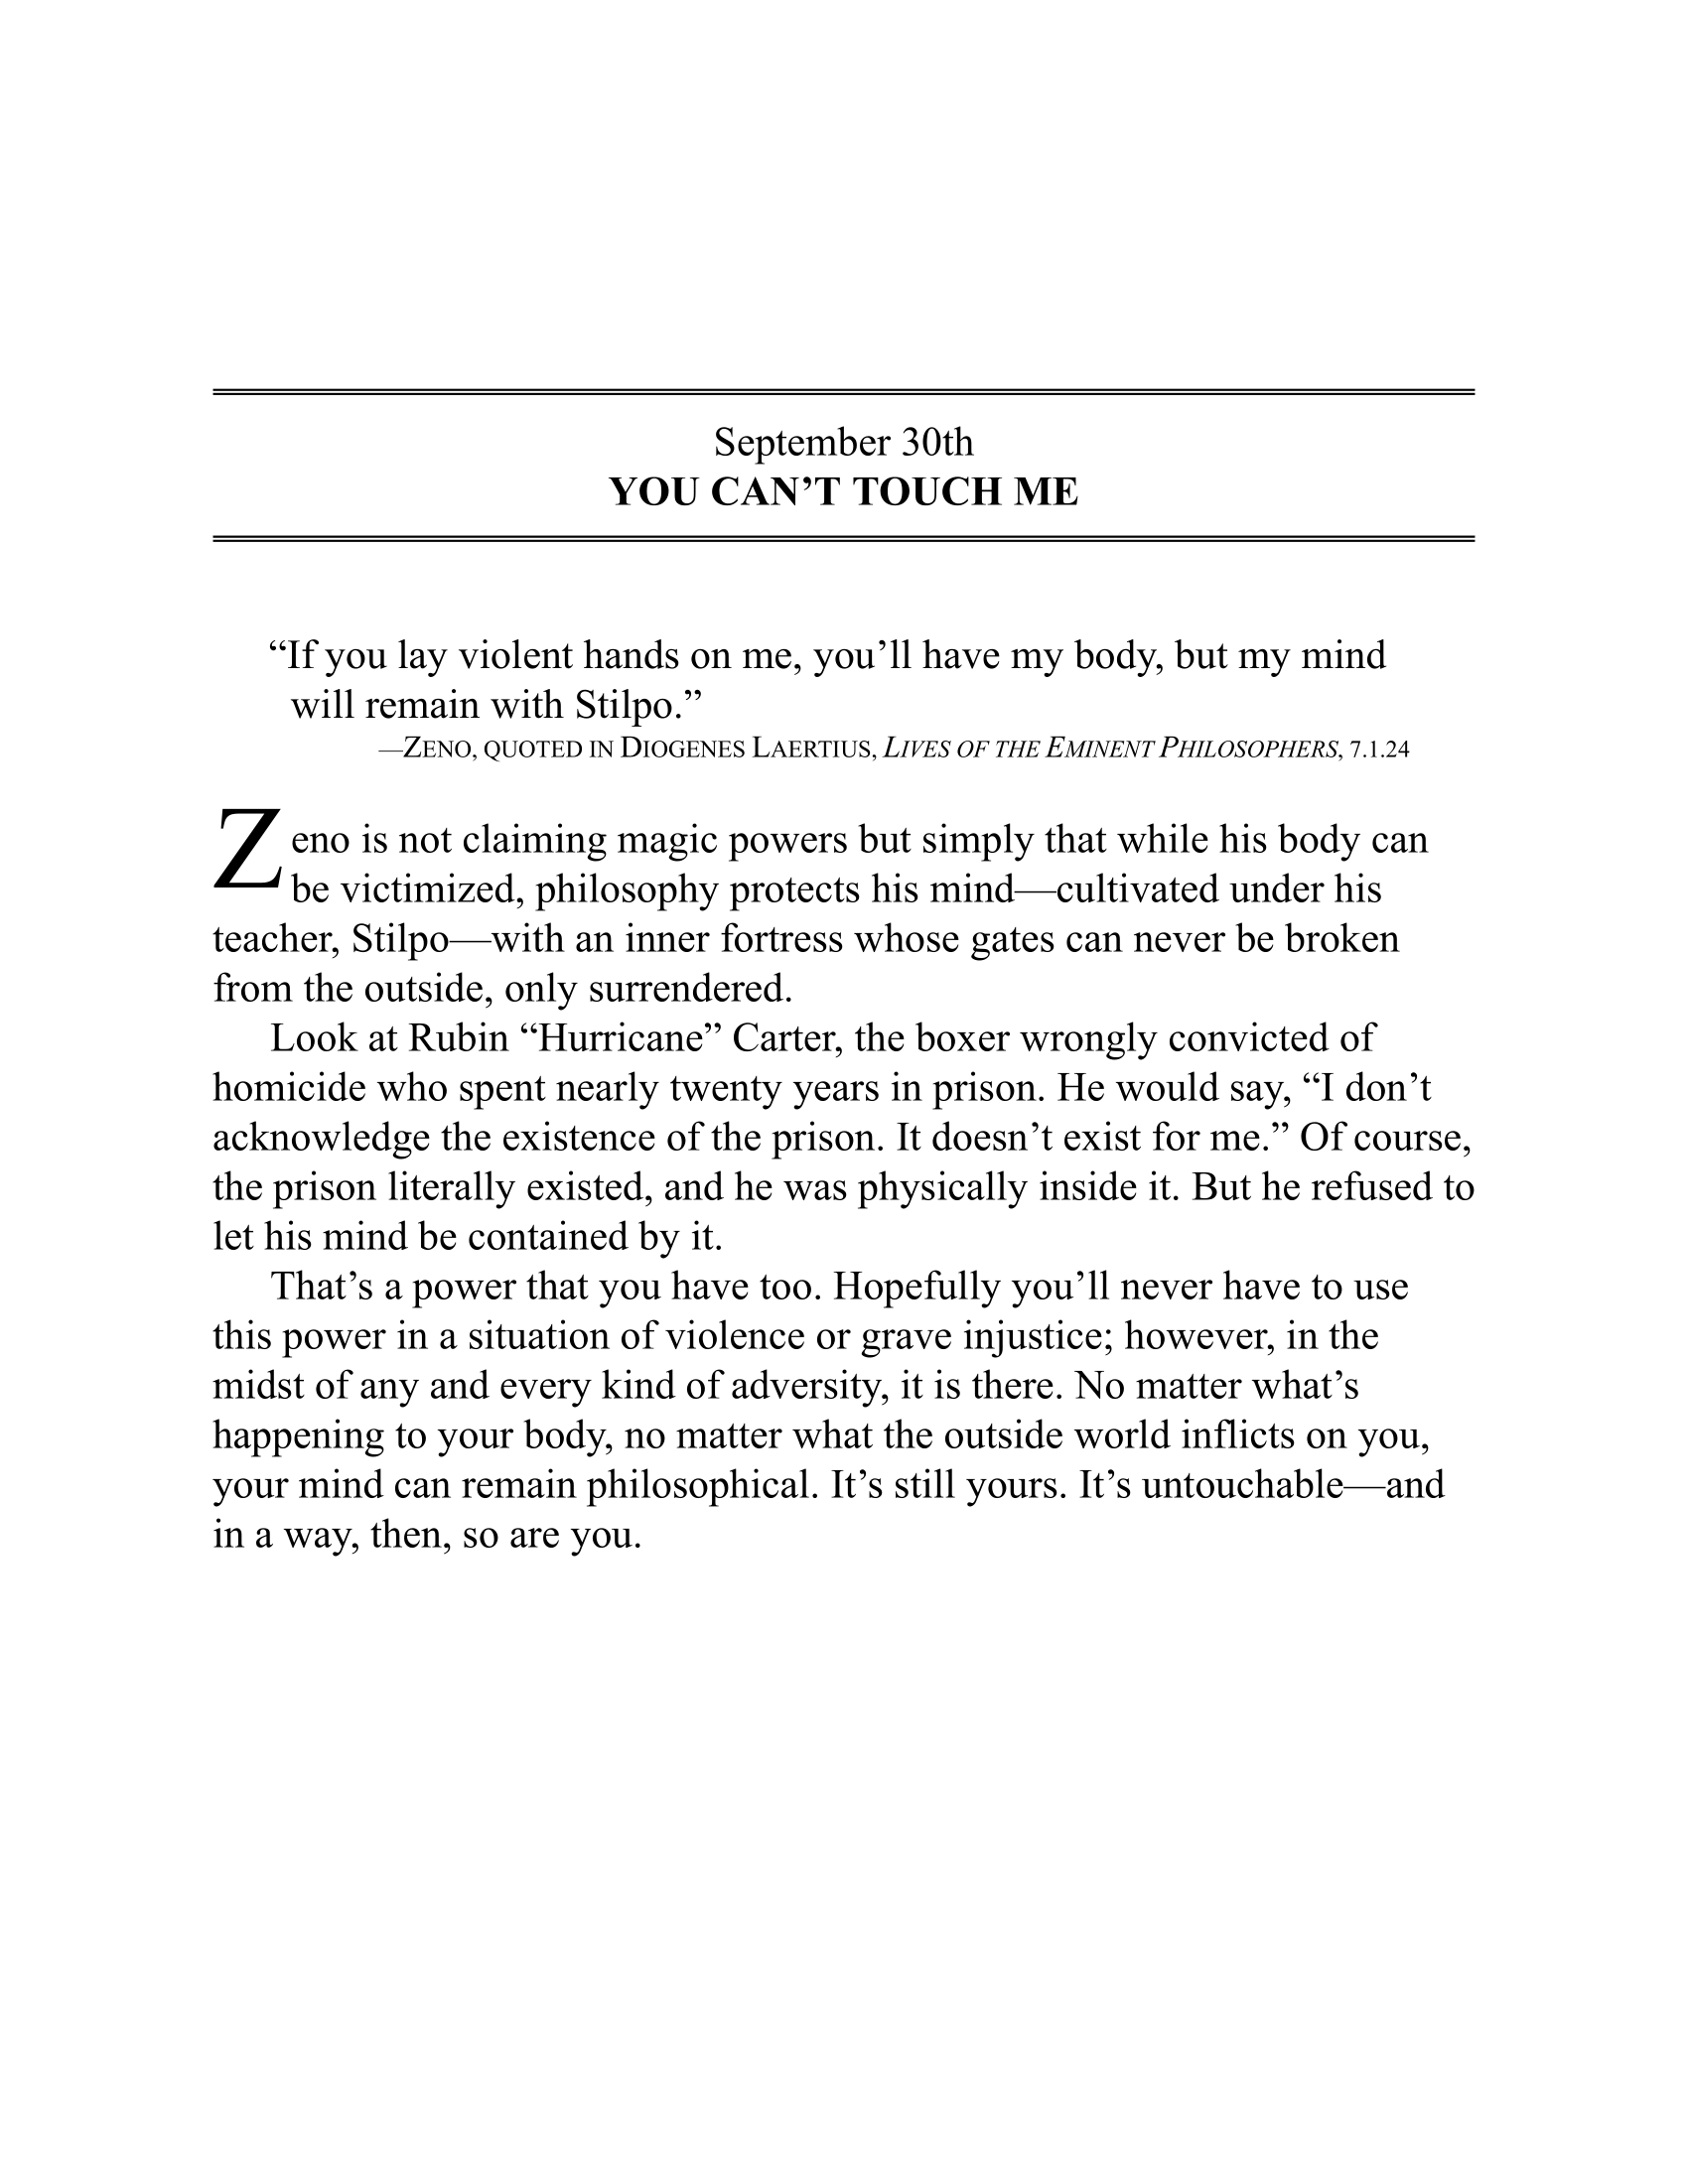 September 30th
YOU CAN’T TOUCH ME
“If you lay violent hands on me, you’ll have my body, but my mind
will remain with Stilpo.”
—ZENO, QUOTED IN DIOGENES LAERTIUS, LIVES OF THE EMINENT PHILOSOPHERS, 7.1.24
Zeno is not claiming magic powers but simply that while his body can
be victimized, philosophy protects his mind—cultivated under his
teacher, Stilpo—with an inner fortress whose gates can never be broken
from the outside, only surrendered.
Look at Rubin “Hurricane” Carter, the boxer wrongly convicted of
homicide who spent nearly twenty years in prison. He would say, “I don’t
acknowledge the existence of the prison. It doesn’t exist for me.” Of course,
the prison literally existed, and he was physically inside it. But he refused to
let his mind be contained by it.
That’s a power that you have too. Hopefully you’ll never have to use
this power in a situation of violence or grave injustice; however, in the
midst of any and every kind of adversity, it is there. No matter what’s
happening to your body, no matter what the outside world inflicts on you,
your mind can remain philosophical. It’s still yours. It’s untouchable—and
in a way, then, so are you.